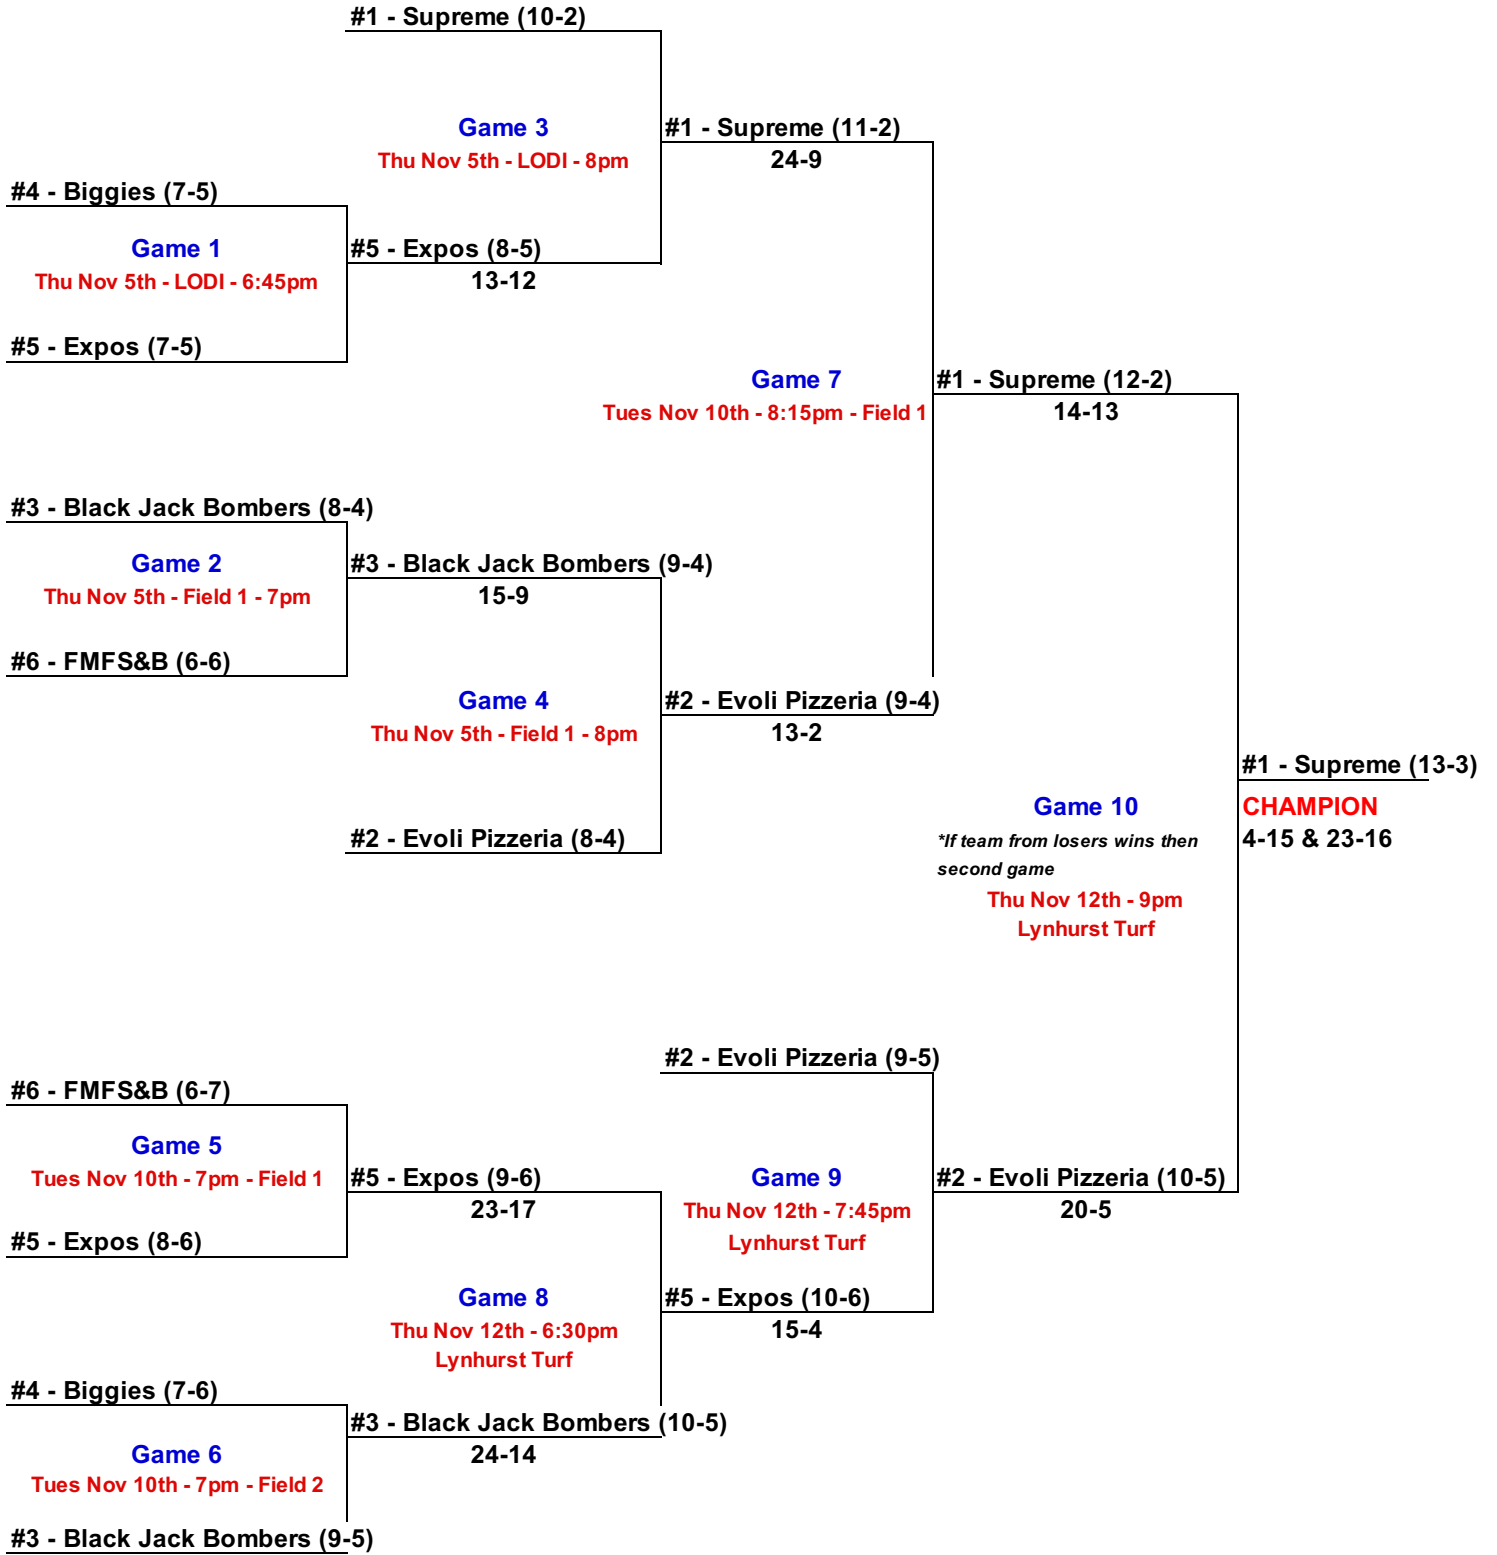 #1 - Supreme (10-2)
Game 3
Thu Nov 5th - LODI - 8pm
#1 - Supreme (11-2)
24-9
#4 - Biggies (7-5)
Game 1
Thu Nov 5th - LODI - 6:45pm
#5 - Expos (8-5)
13-12
#5 - Expos (7-5)
Game 7
Tues Nov 10th - 8:15pm - Field 1
#1 - Supreme (12-2)
14-13
#3 - Black Jack Bombers (8-4)
Game 2
Thu Nov 5th - Field 1 - 7pm
#3 - Black Jack Bombers (9-4)
15-9
#6 - FMFS&B (6-6)
Game 4
Thu Nov 5th - Field 1 - 8pm
#2 - Evoli Pizzeria (9-4)
13-2
#2 - Evoli Pizzeria (8-4)
#1 - Supreme (13-3)
Game 10
*If team from losers wins then
second game
Thu Nov 12th - 9pm
Lynhurst Turf
CHAMPION
4-15 & 23-16
#2 - Evoli Pizzeria (9-5)
#6 - FMFS&B (6-7)
Game 5
Tues Nov 10th - 7pm - Field 1
#5 - Expos (9-6)
23-17
#5 - Expos (8-6)
Game 9
Thu Nov 12th - 7:45pm
Lynhurst Turf
#2 - Evoli Pizzeria (10-5)
20-5
Game 8
Thu Nov 12th - 6:30pm
Lynhurst Turf
#5 - Expos (10-6)
15-4
#4 - Biggies (7-6)
Game 6
Tues Nov 10th - 7pm - Field 2
#3 - Black Jack Bombers (10-5)
24-14
#3 - Black Jack Bombers (9-5)